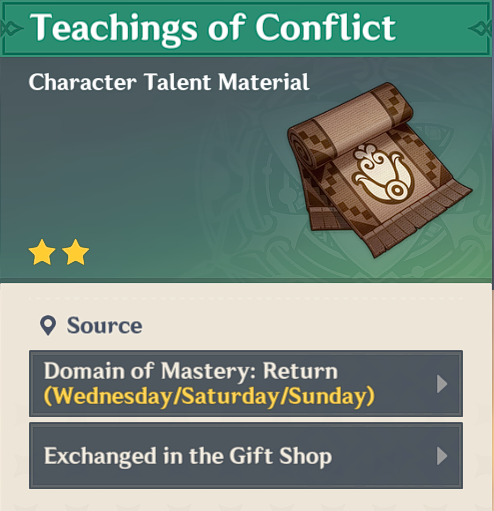 Teachings of Conflict
Character Talent Material
Source
Domain of Mastery: Return
(Wednesday/Saturday/Sunday)
Exchanged in the Gift Shop